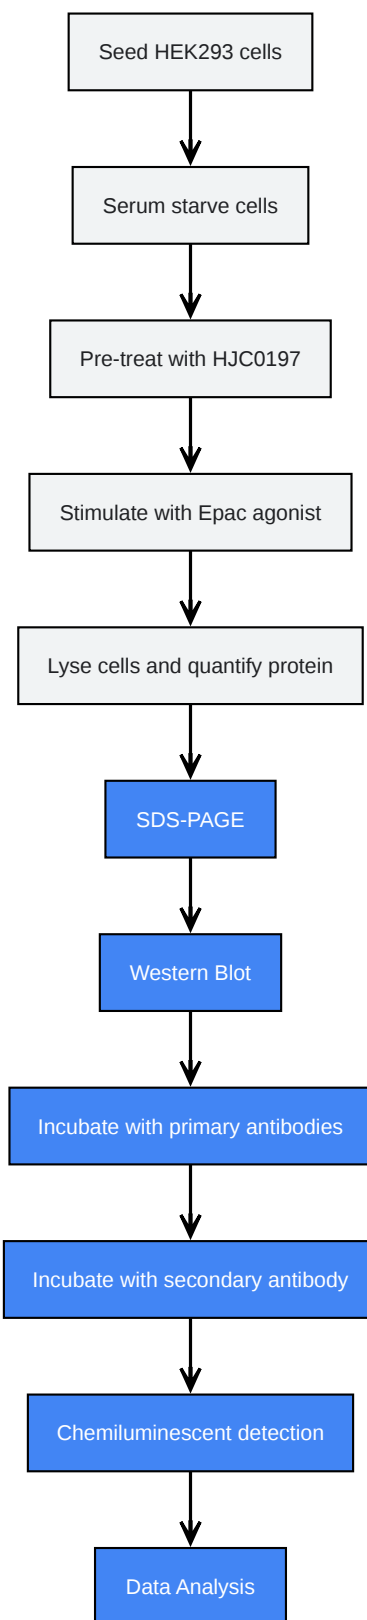 Seed HEK293 cells
Serum starve cells
Pre-treat with HJC0197
Stimulate with Epac agonist
Lyse cells and quantify protein
SDS-PAGE
Western Blot
Incubate with primary antibodies
Incubate with secondary antibody
Chemiluminescent detection
Data Analysis